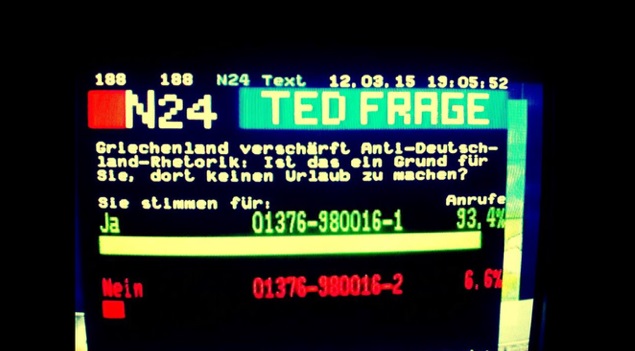 188 188 N24 Text 12.03.15 19:05:52
N24 TED FRAGE
Griechenland verschärft Anti-Deutsch-
land-Rhetorik: Ist das ein Grund für
Sie, dort keinen Urlaub zu machen?
Sie stimmen für: Anrufe
Ja 01376-980016-1 93,4%
Nein 01376-980016-2 6,6%